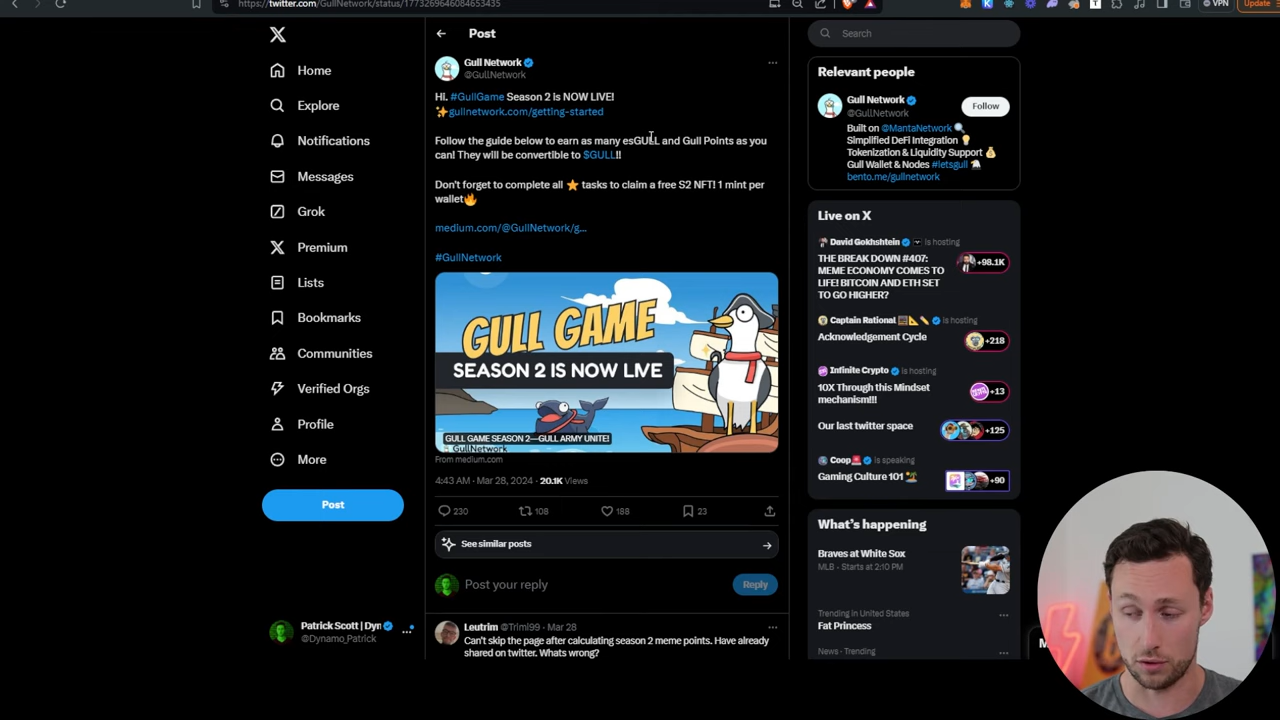 https://twitter.com/GullNetwork/status/1773269646084653435
VPN
Update
Home
Explore
Notifications
Messages
Grok
Premium
Lists
Bookmarks
Communities
Verified Orgs
Profile
More
Post
Patrick Scott | Dyn
@Dynamo_Patrick
Post
Gull Network
@GullNetwork
Hi. #GullGame Season 2 is NOW LIVE!
✨gullnetwork.com/getting-started
Follow the guide below to earn as many esGULL and Gull Points as you
can! They will be convertible to $GULL!!
Don't forget to complete all ⭐ tasks to claim a free S2 NFT! 1 mint per
wallet🔥
medium.com/@GullNetwork/g...
#GullNetwork
GULL GAME
SEASON 2 IS NOW LIVE
GULL GAME SEASON 2—GULL ARMY UNITE!
GULLNETWORK
From medium.com
4:43 AM · Mar 28, 2024 · 20.1K Views
230
108
188
23
See similar posts
Post your reply
Reply
Leutrim @Trimi99 · Mar 28
Can't skip the page after calculating season 2 meme points. Have already
shared on twitter. Whats wrong?
Search
Relevant people
Gull Network
@GullNetwork
Follow
Built on @MantaNetwork 🔍
Simplified DeFi Integration 💡
Tokenization & Liquidity Support 💰
Gull Wallet & Nodes #letsgull
bento.me/gullnetwork
Live on X
David Gokhshtein is hosting
THE BREAK DOWN #407:
MEME ECONOMY COMES TO
LIFE! BITCOIN AND ETH SET
TO GO HIGHER?
+98.1K
Captain Rational is hosting
Acknowledgement Cycle
+218
Infinite Crypto is hosting
10X Through this Mindset
mechanism!!!
+13
Our last twitter space
+125
Coop🚨 is speaking
Gaming Culture 101
+90
What's happening
Braves at White Sox
MLB · Starts at 2:10 PM
Trending in United States
Fat Princess
News · Trending